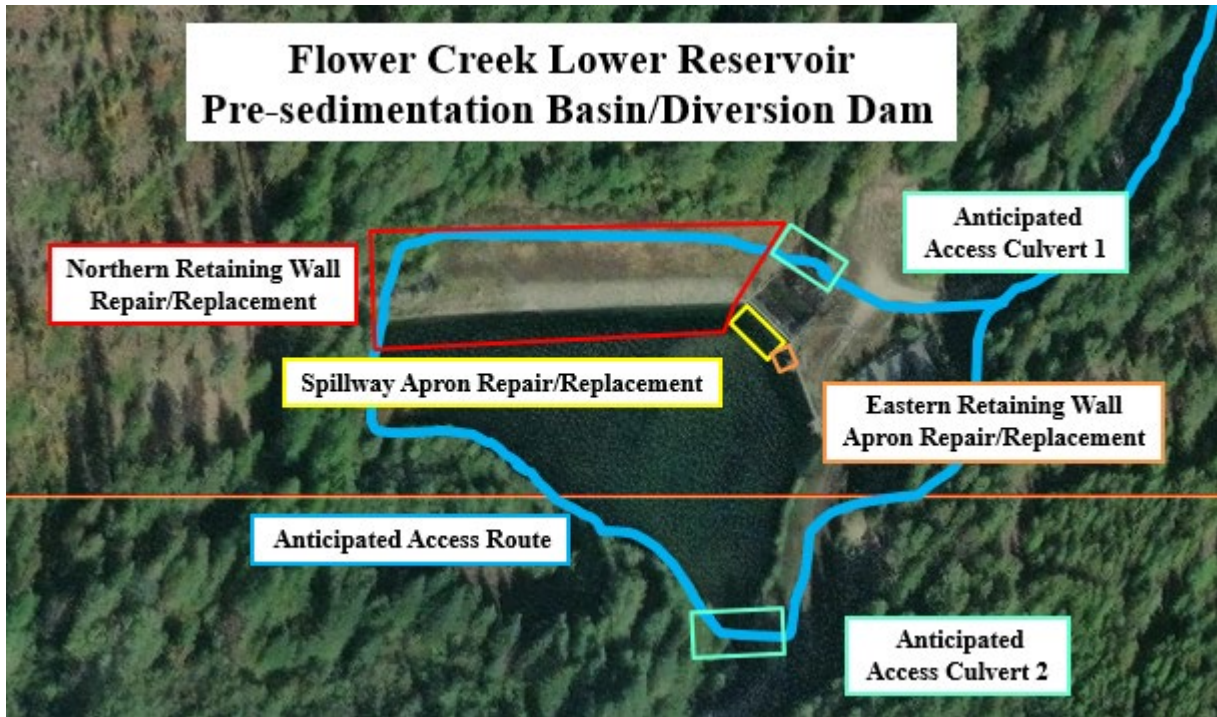 Flower Creek Lower Reservoir
Pre-sedimentation Basin/Diversion Dam
Anticipated
Access Culvert 1
Northern Retaining Wall
Repair/Replacement
Spillway Apron Repair/Replacement
Eastern Retaining Wall
Apron Repair/Replacement
Anticipated Access Route
Anticipated
Access Culvert 2